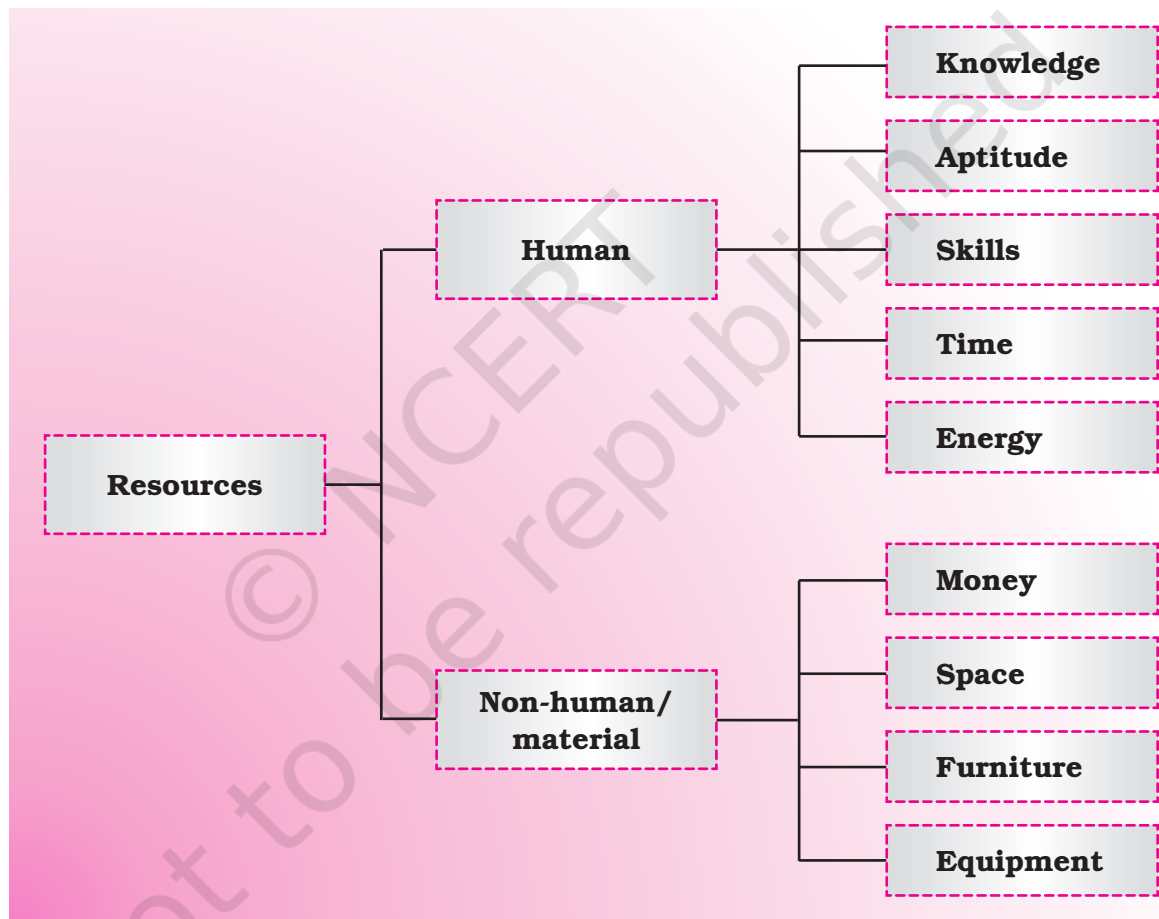 Knowledge
Aptitude
Human
Skills
Time
Energy
Resources
Money
Space
Non-human/
material
Furniture
Equipment
© NCERT
not to be republished